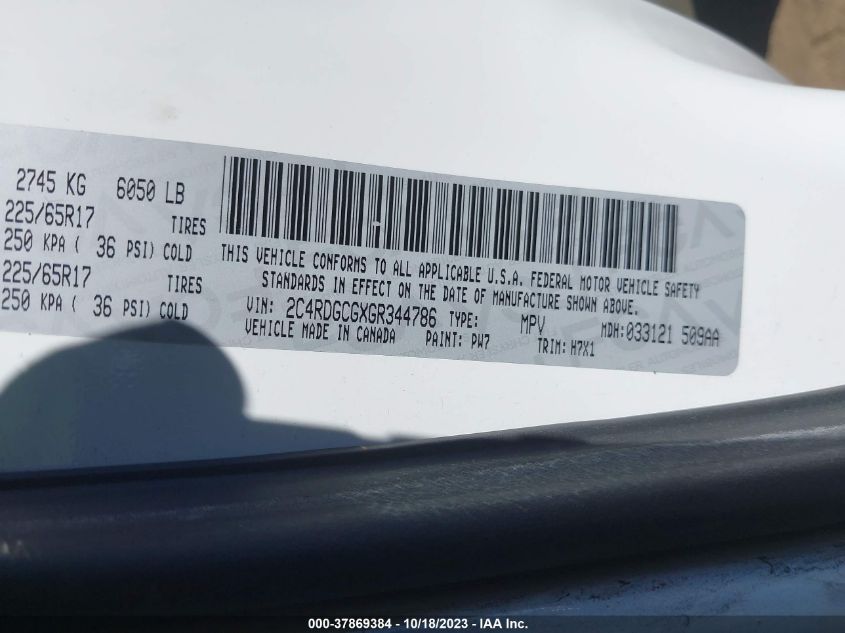 2745 KG 6050 LB
225/65R17 TIRES
250 KPA ( 36 PSI) COLD
225/65R17 TIRES
250 KPA ( 36 PSI) COLD
THIS VEHICLE CONFORMS TO ALL APPLICABLE U.S.A. FEDERAL MOTOR VEHICLE SAFETY
STANDARDS IN EFFECT ON THE DATE OF MANUFACTURE SHOWN ABOVE.
VIN: 2C4RDGCGXGR344786 TYPE: MPV MDH:033121 509AA
VEHICLE MADE IN CANADA PAINT: PW7 TRIM: H7X1
000-37869384 - 10/18/2023 - IAA Inc.